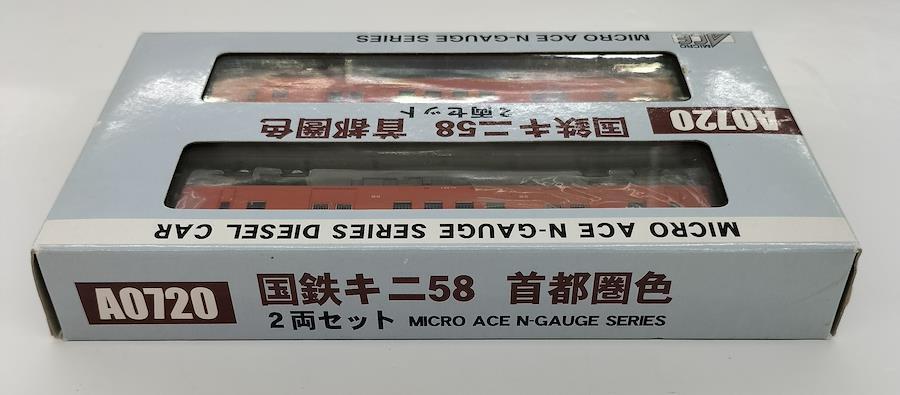 MICRO ACE
MICRO ACE N-GAUGE SERIES
A0720
国鉄キニ58 首都圏色
2両セット
MICRO ACE N-GAUGE SERIES DIESEL CAR
A0720
国鉄キニ58 首都圏色
2両セット MICRO ACE N-GAUGE SERIES